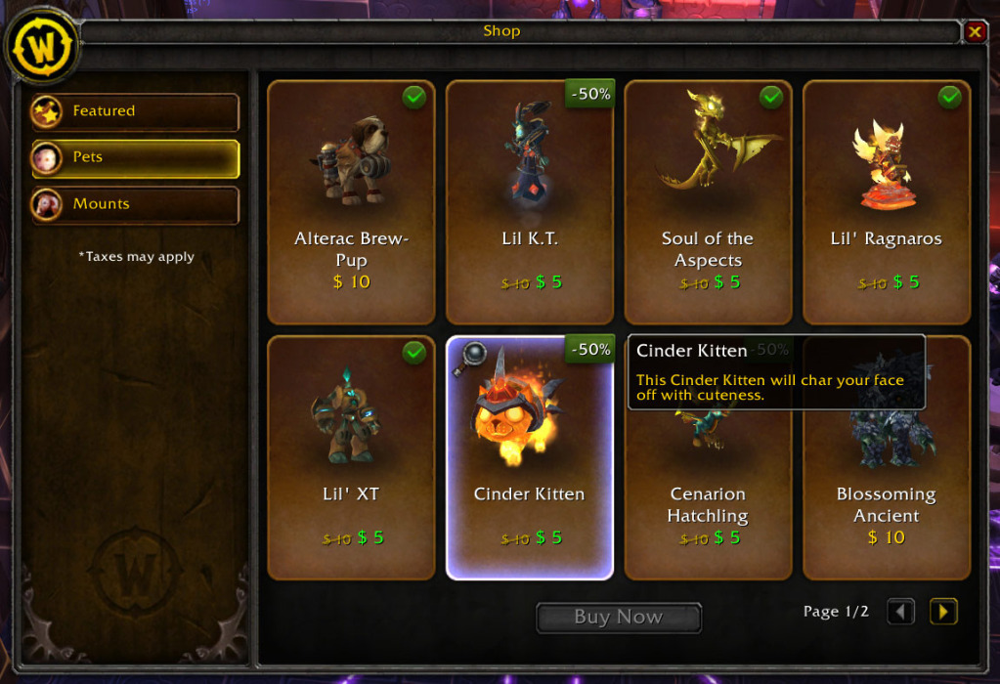 Shop
Featured
Pets
Mounts
*Taxes may apply
Alterac Brew-
Pup
$ 10
-50%
Lil K.T.
$ 10 $ 5
Soul of the
Aspects
$ 10 $ 5
Lil' Ragnaros
$ 10 $ 5
Lil' XT
$ 10 $ 5
-50%
Cinder Kitten
$ 10 $ 5
Cinder Kitten
-50%
This Cinder Kitten will char your face
off with cuteness.
Cenarion
Hatchling
$ 10 $ 5
Blossoming
Ancient
$ 10
Buy Now
Page 1/2